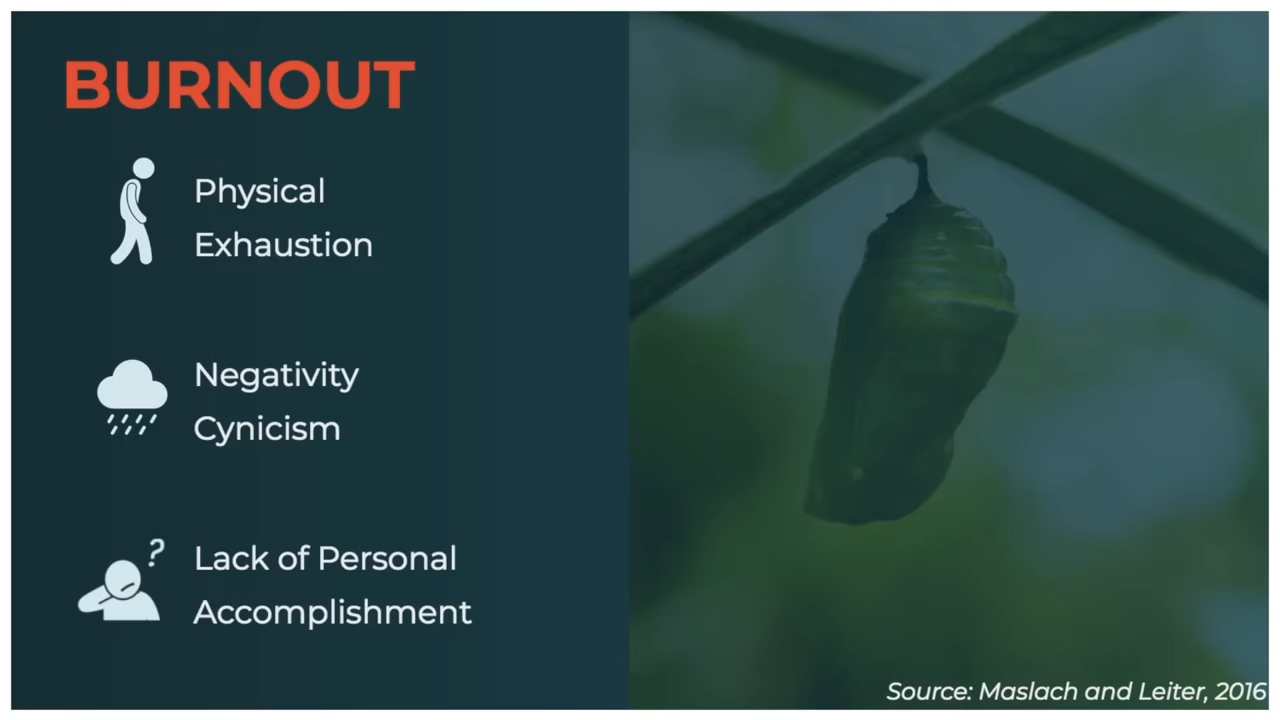 BURNOUT
Physical
Exhaustion
Negativity
Cynicism
?
Lack of Personal
Accomplishment
Source: Maslach and Leiter, 2016